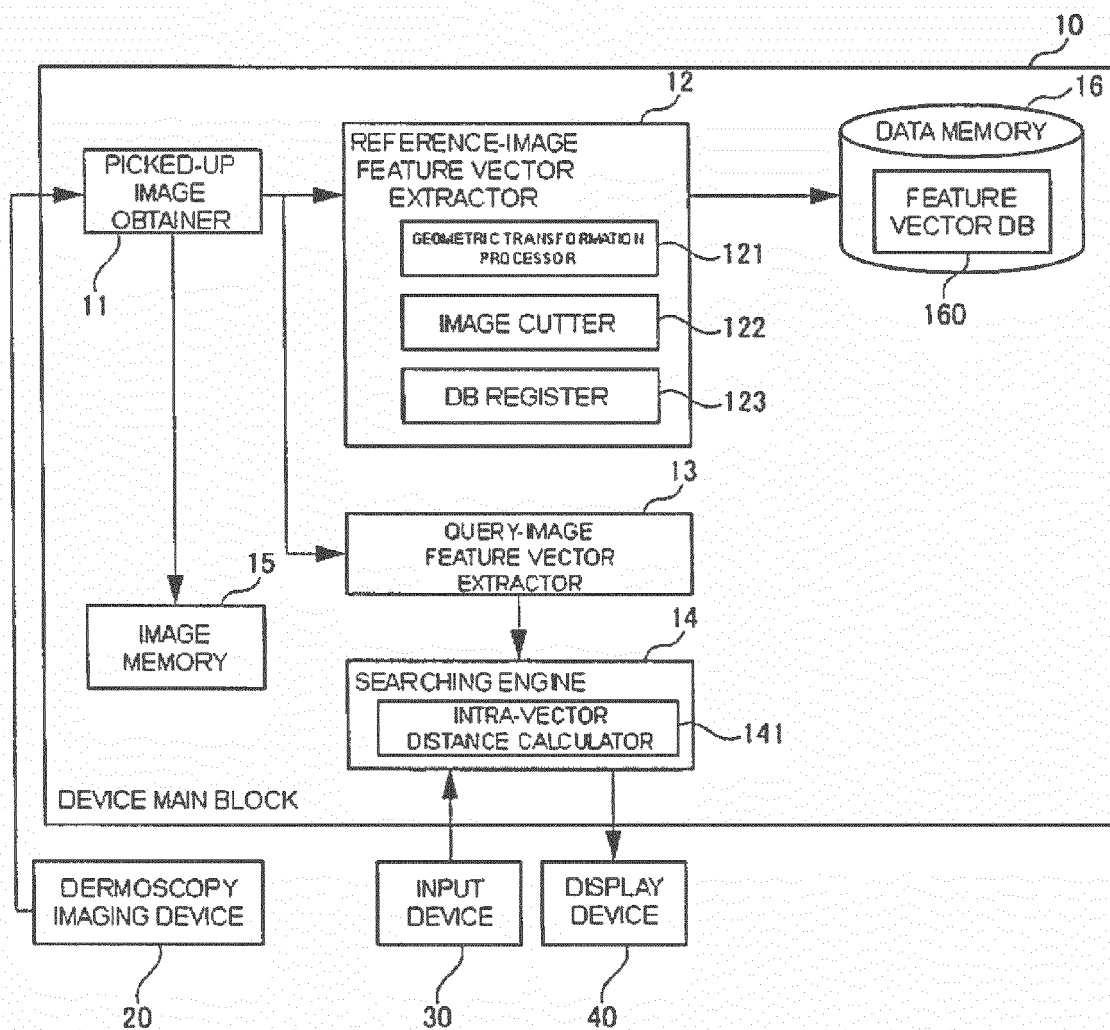 10
12
16
REFERENCE-IMAGE
FEATURE VECTOR
EXTRACTOR
DATA MEMORY
PICKED-UP
IMAGE
OBTAINER
FEATURE
VECTOR DB
GEOMETRIC TRANSFORMATION
PROCESSOR
121
11
160
IMAGE CUTTER
122
DB REGISTER
123
13
QUERY-IMAGE
FEATURE VECTOR
EXTRACTOR
15
IMAGE
MEMORY
14
SEARCHING ENGINE
INTRA-VECTOR
DISTANCE CALCULATOR
141
DEVICE MAIN BLOCK
DERMOSCOPY
IMAGING DEVICE
INPUT
DEVICE
DISPLAY
DEVICE
20
30
40